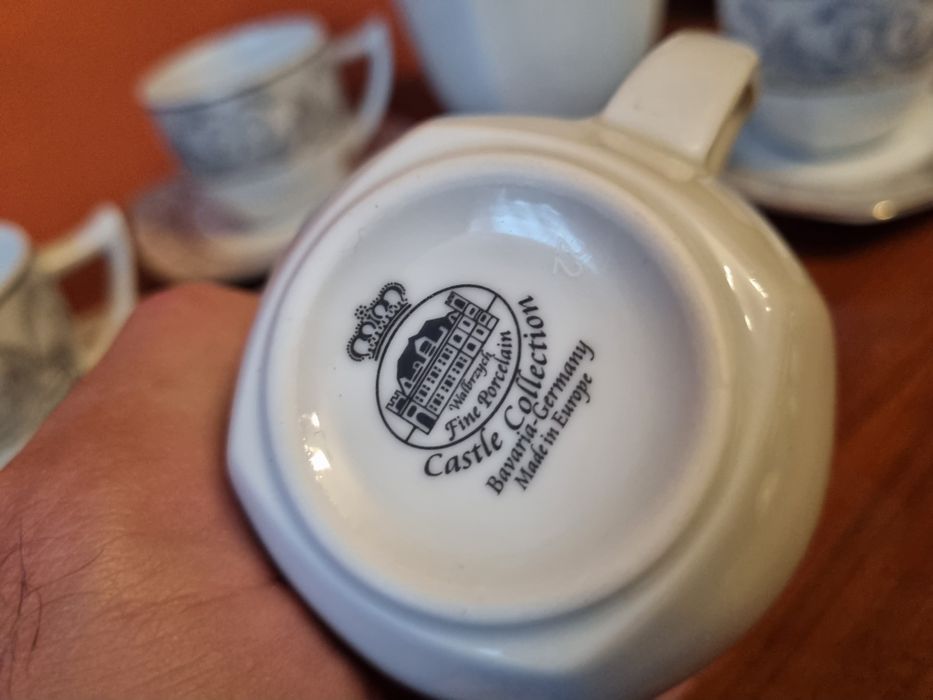 Walbrzych
Fine Porcelain
Castle Collection
Bavaria-Germany
Made in Europe